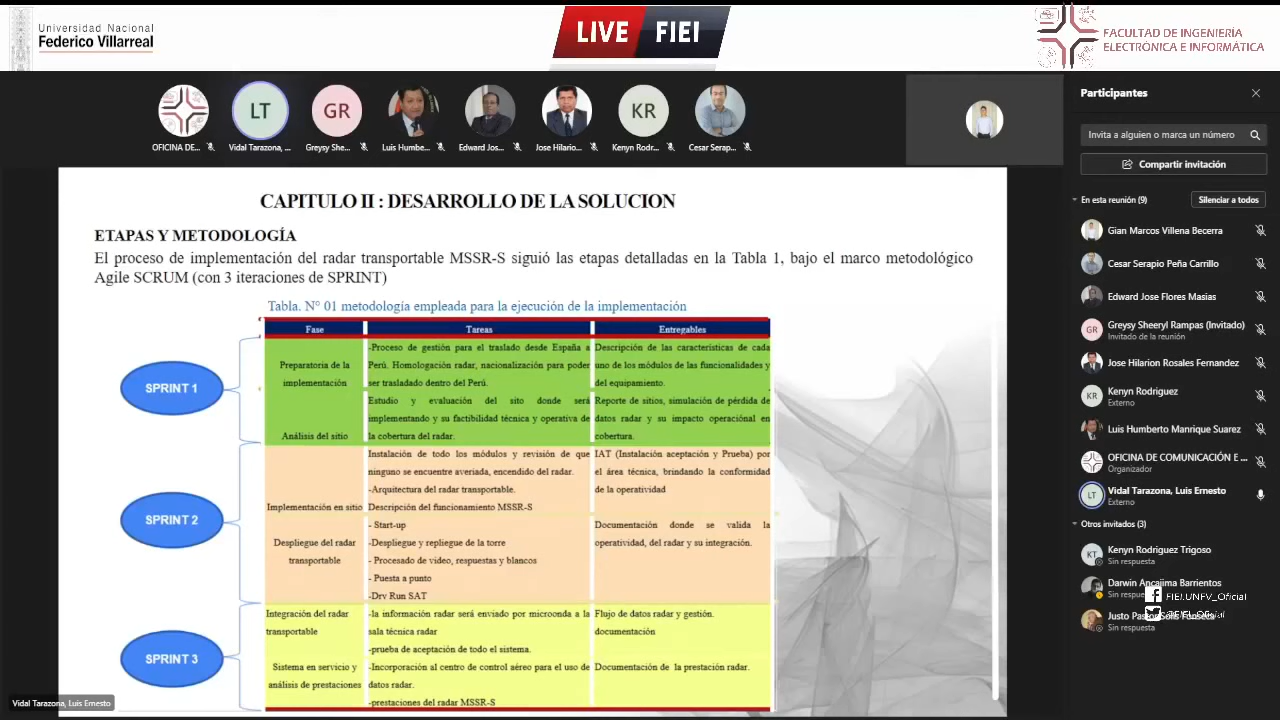 Universidad Nacional
Federico Villarreal
LIVE FIEI
FACULTAD DE INGENIERÍA
ELECTRÓNICA E INFORMÁTICA
LT
GR
KR
OFICINA DE...
Vidal Tarazona, ...
Greysy She...
Luis Humbe...
Edward Jos...
Jose Hilario...
Kenyn Rodr...
Cesar Serap...
Participantes
Invita a alguien o marca un número
Compartir invitación
En esta reunión (9)
Silenciar a todos
Gian Marcos Villena Becerra
Cesar Serapio Peña Carrillo
Edward Jose Flores Masias
GR
Greysy Sheeryl Rampas (Invitado)
Invitado de la reunión
Jose Hilarion Rosales Fernandez
KR
Kenyn Rodriguez
Externo
Luis Humberto Manrique Suarez
OFICINA DE COMUNICACIÓN E ...
Organizador
LT
Vidal Tarazona, Luis Ernesto
Externo
Otros invitados (3)
KT
Kenyn Rodriguez Trigoso
Sin respuesta
Darwin Ancajima Barrientos
Sin respuesta
FIEI.UNFV_Oficial
Sin respuesta
CAPITULO II : DESARROLLO DE LA SOLUCION
ETAPAS Y METODOLOGÍA
El proceso de implementación del radar transportable MSSR-S siguió las etapas detalladas en la Tabla 1, bajo el marco metodológico
Agile SCRUM (con 3 iteraciones de SPRINT)
Tabla. N° 01 metodología empleada para la ejecución de la implementación
Fase
Tareas
Entregables
SPRINT 1
Preparatoria de la
implementación
-Proceso de gestión para el traslado desde España a
Perú. Homologación radar, nacionalización para poder
ser trasladado dentro del Perú.
Descripción de las características de cada
uno de los módulos de las funcionalidades y
del equipamiento.
Análisis del sitio
Estudio y evaluación del sito donde será
implementando y su factibilidad técnica y operativa de
la cobertura del radar.
Reporte de sitios, simulación de pérdida de
datos radar y su impacto operaciónal en
cobertura.
SPRINT 2
Implementación en sitio
Instalación de todo los módulos y revisión de que
ninguno se encuentre averiada, encendido del radar.
-Arquitectura del radar transportable.
Descripción del funcionamiento MSSR-S
IAT (Instalación aceptación y Prueba) por
el área técnica, brindando la conformidad
de la operatividad
Despliegue del radar
transportable
- Start-up
-Despliegue y repliegue de la torre
- Procesado de video, respuestas y blancos
- Puesta a punto
-Dry Run SAT
Documentación donde se valida la
operatividad, del radar y su integración.
SPRINT 3
Integración del radar
transportable
-la información radar será enviado por microonda a la
sala técnica radar
-prueba de aceptación de todo el sistema.
Flujo de datos radar y gestión.
documentación
Sistema en servicio y
análisis de prestaciones
-Incorporación al centro de control aéreo para el uso de
datos radar.
-prestaciones del radar MSSR-S
Documentación de la prestación radar.
Vidal Tarazona, Luis Ernesto